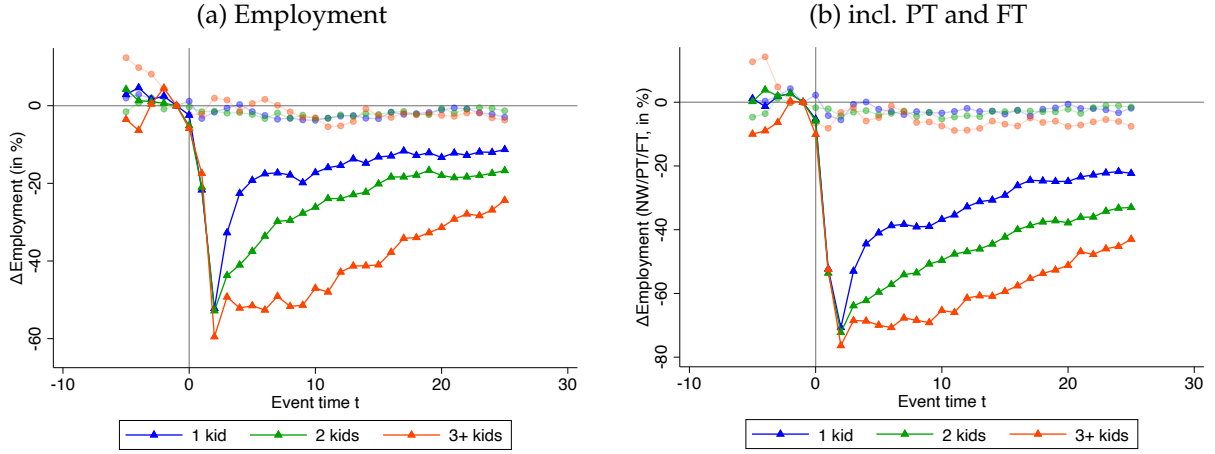 (a) Employment
ΔEmployment (in %)
0
-20
-40
-60
-10
0
10
20
30
Event time t
1 kid
2 kids
3+ kids
(b) incl. PT and FT
ΔEmployment (NW/PT/FT, in %)
0
-20
-40
-60
-80
-10
0
10
20
30
Event time t
1 kid
2 kids
3+ kids